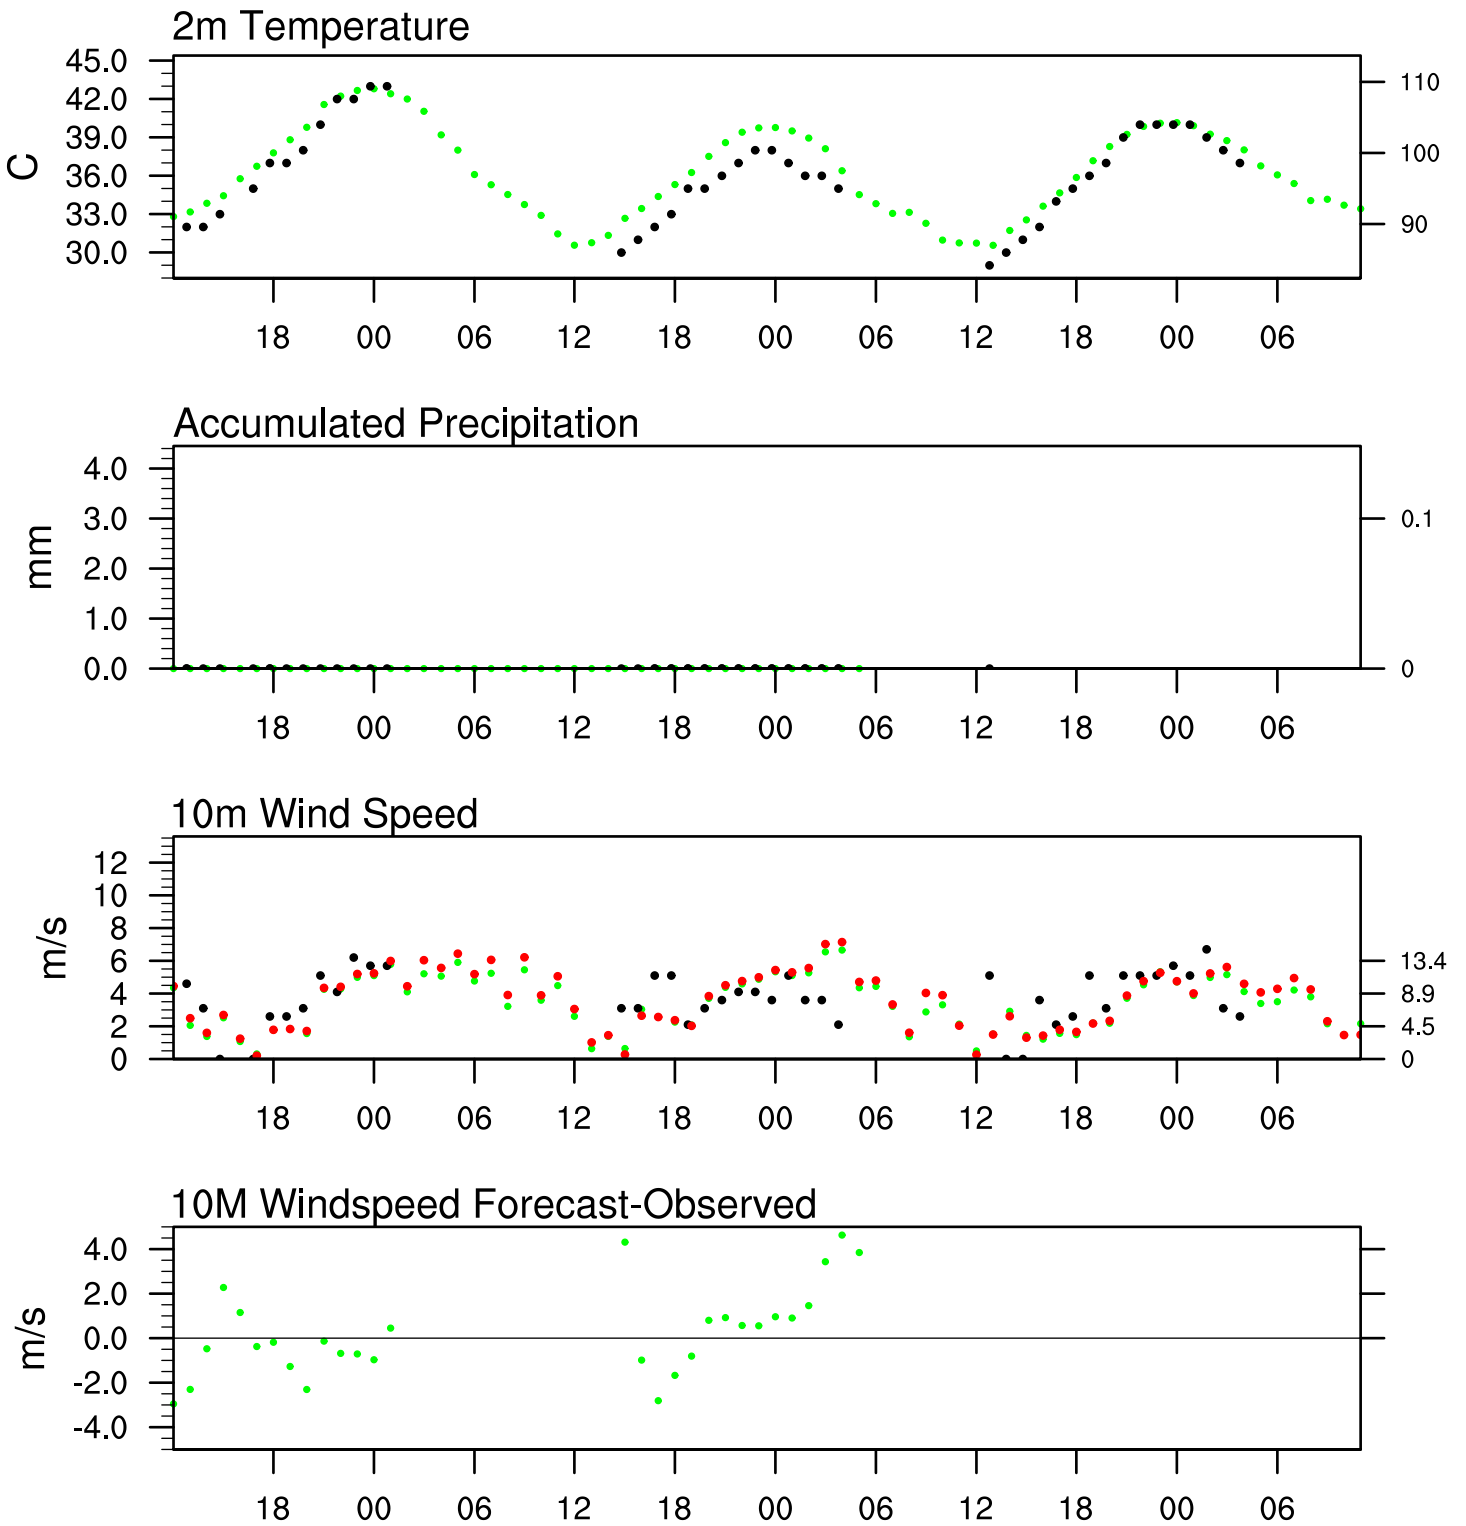 2m Temperature
45.0
42.0
39.0
36.0
33.0
30.0
C
110
100
90
18 00 06 12 18 00 06 12 18 00 06
Accumulated Precipitation
4.0
3.0
2.0
1.0
0.0
mm
0.1
0
18 00 06 12 18 00 06 12 18 00 06
10m Wind Speed
12
10
8
6
4
2
0
m/s
13.4
8.9
4.5
0
18 00 06 12 18 00 06 12 18 00 06
10M Windspeed Forecast-Observed
4.0
2.0
0.0
-2.0
-4.0
m/s
18 00 06 12 18 00 06 12 18 00 06